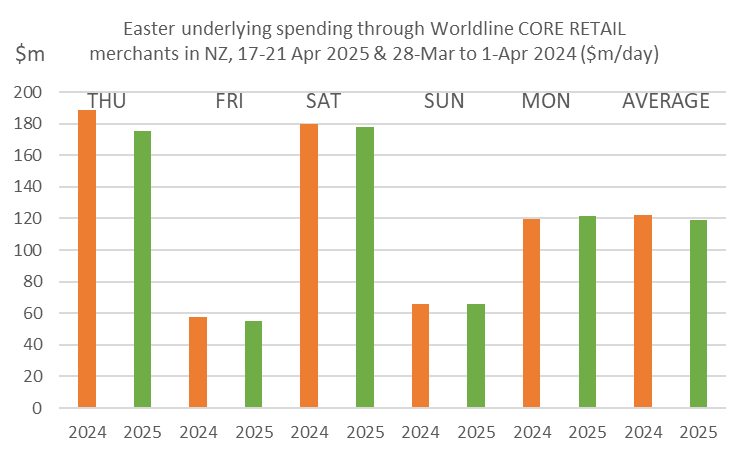 Easter underlying spending through Worldline CORE RETAIL
$m merchants in NZ, 17-21 Apr 2025 & 28-Mar to 1-Apr 2024 ($m/day)
200
THU FRI SAT SUN MON AVERAGE
180
160
140
120
100
80
60
40
20
0
2024 2025 2024 2025 2024 2025 2024 2025 2024 2025 2024 2025